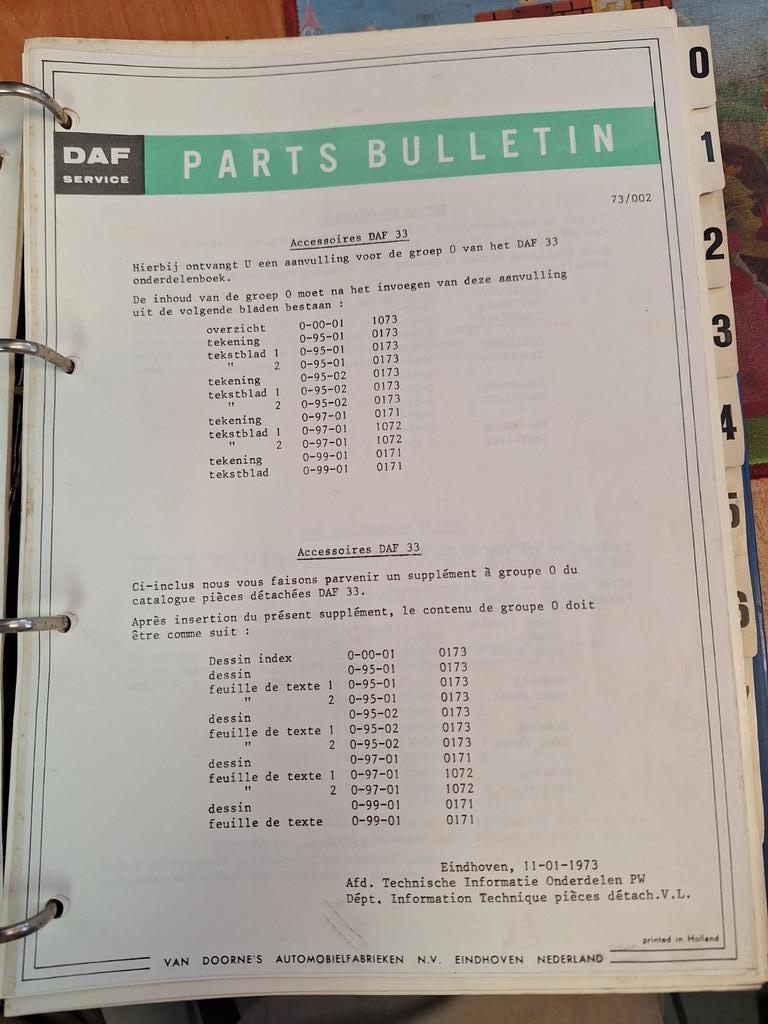 DAF
SERVICE
PARTS BULLETIN
73/002
Accessoires DAF 33
Hierbij ontvangt U een aanvulling voor de groep 0 van het DAF 33
onderdelenboek.
De inhoud van de groep 0 moet na het invoegen van deze aanvulling
uit de volgende bladen bestaan :
overzicht 0-00-01 1073
tekening 0-95-01 0173
tekstblad 1 0-95-01 0173
" 2 0-95-01 0173
tekening 0-95-02 0173
tekstblad 1 0-95-02 0173
" 2 0-95-02 0173
tekening 0-97-01 0171
tekstblad 1 0-97-01 1072
" 2 0-97-01 1072
tekening 0-99-01 0171
tekstblad 0-99-01 0171
Accessoires DAF 33
Ci-inclus nous vous faisons parvenir un supplément à groupe 0 du
catalogue pièces détachées DAF 33.
Après insertion du présent supplément, le contenu de groupe 0 doit
être comme suit :
Dessin index 0-00-01 0173
dessin 0-95-01 0173
feuille de texte 1 0-95-01 0173
" 2 0-95-01 0173
dessin 0-95-02 0173
feuille de texte 1 0-95-02 0173
" 2 0-95-02 0173
dessin 0-97-01 0171
feuille de texte 1 0-97-01 1072
" 2 0-97-01 1072
dessin 0-99-01 0171
feuille de texte 0-99-01 0171
Eindhoven, 11-01-1973
Afd. Technische Informatie Onderdelen PW
Dépt. Information Technique pièces détach.V.L.
printed in Holland
VAN DOORNE'S AUTOMOBIELFABRIEKEN N.V. EINDHOVEN NEDERLAND
0
1
2
3
4
5
6